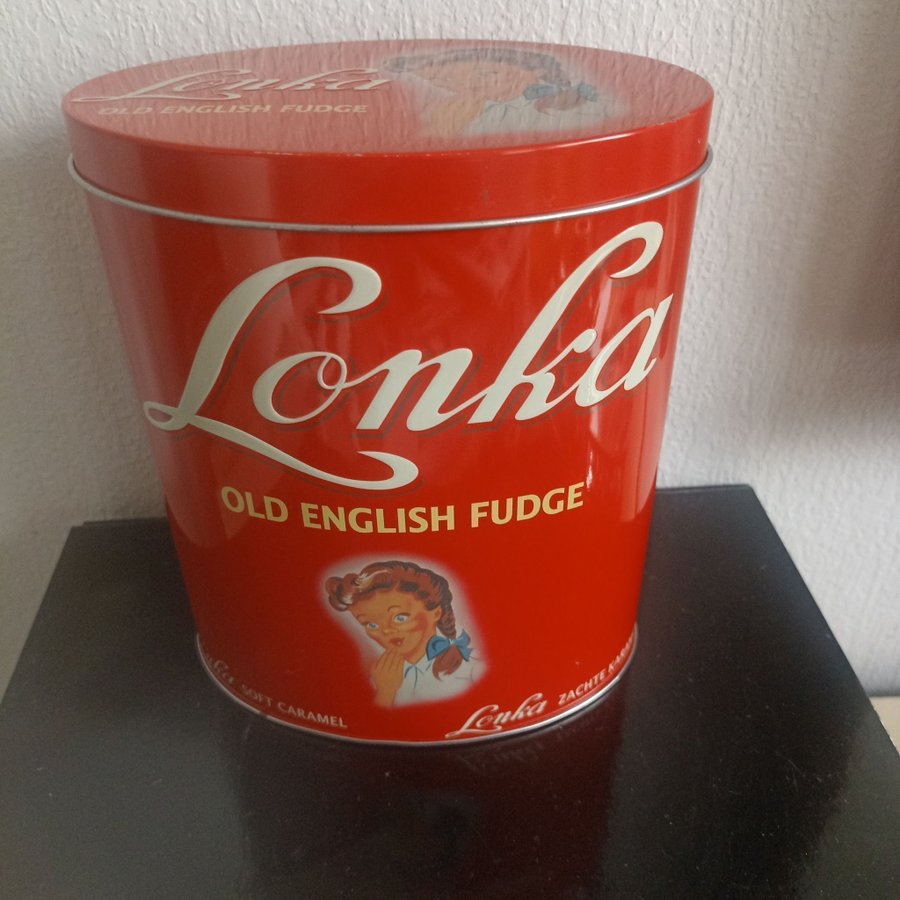 Lonka
OLD ENGLISH FUDGE
Lonka
OLD ENGLISH FUDGE
SOFT CARAMEL
Lonka ZACHTE